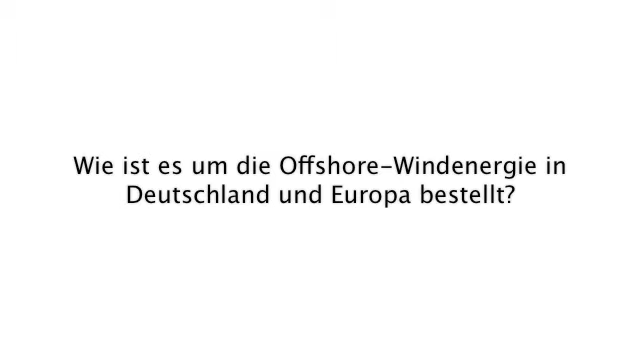 Wie ist es um die Offshore-Windenergie in
Deutschland und Europa bestellt?